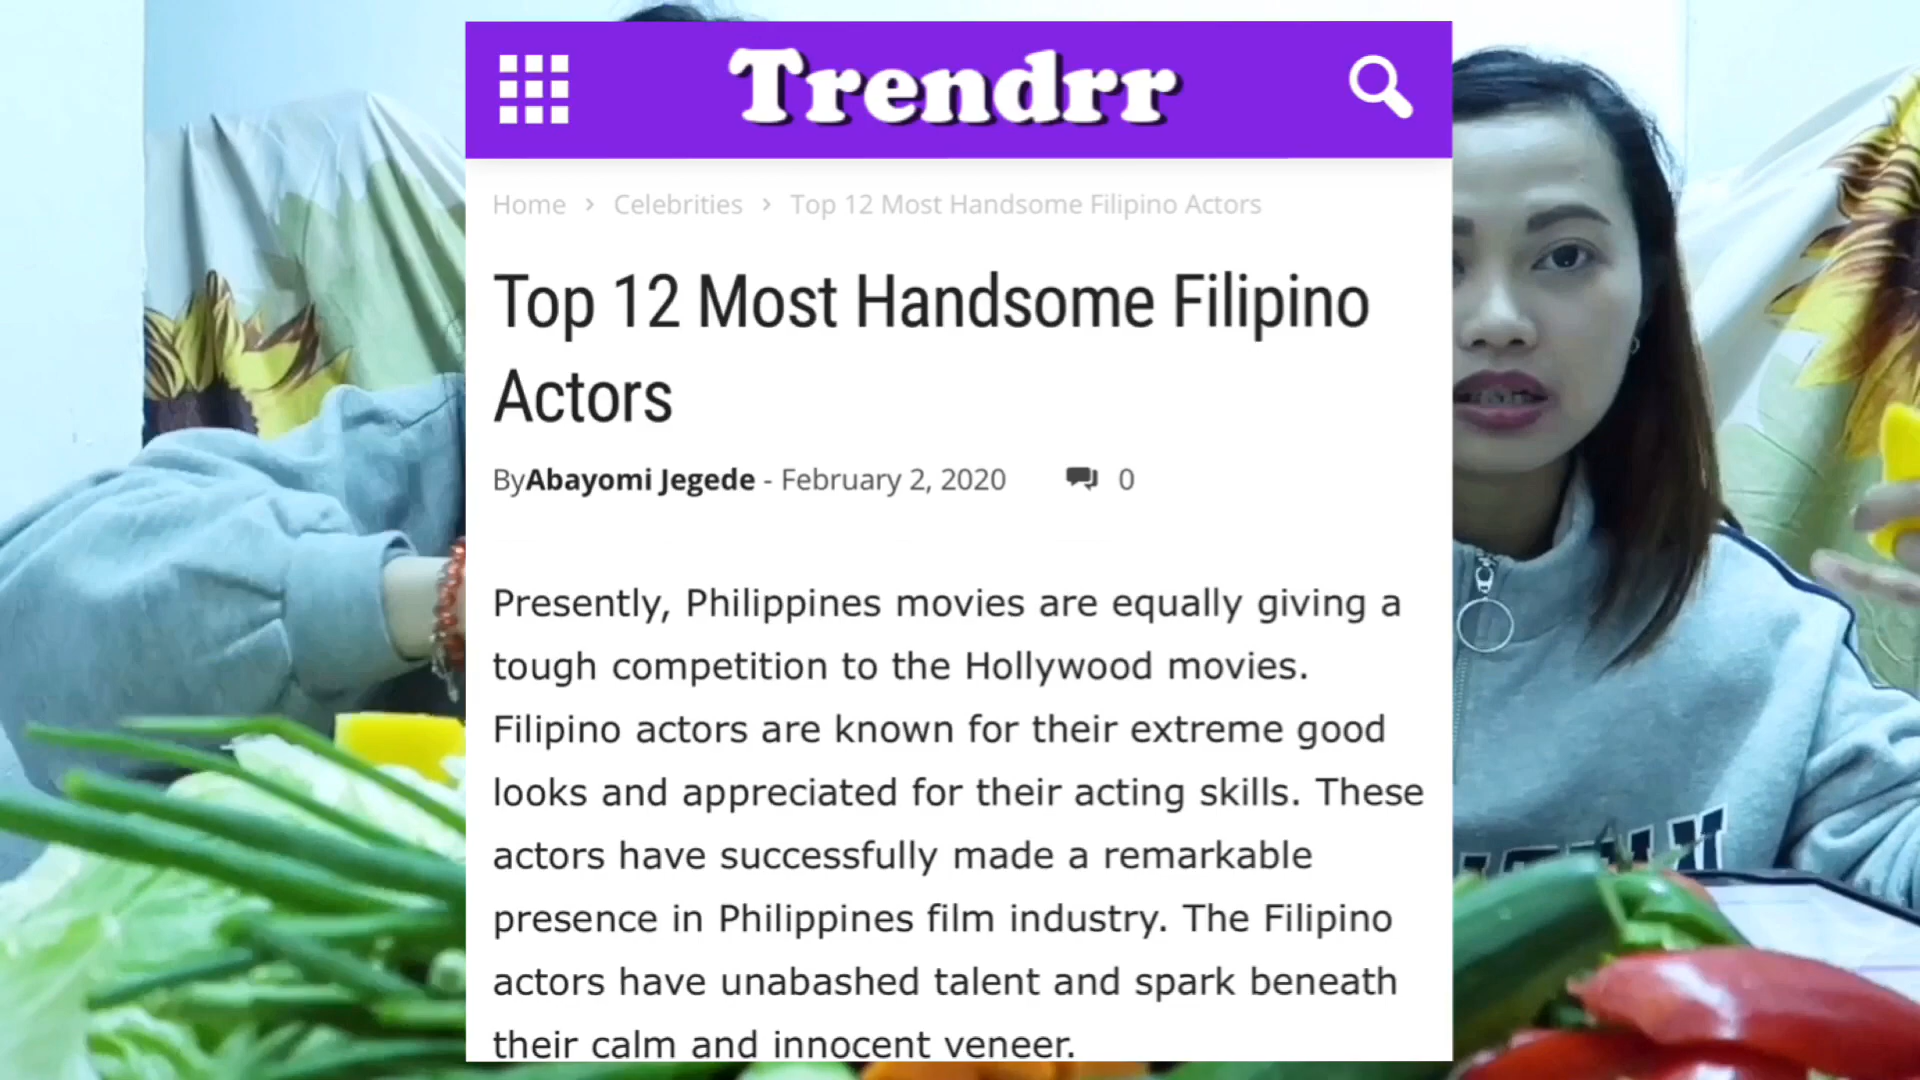 Trendrr
Home > Celebrities > Top 12 Most Handsome Filipino Actors
Top 12 Most Handsome Filipino
Actors
ByAbayomi Jegede - February 2, 2020 0
Presently, Philippines movies are equally giving a
tough competition to the Hollywood movies.
Filipino actors are known for their extreme good
looks and appreciated for their acting skills. These
actors have successfully made a remarkable
presence in Philippines film industry. The Filipino
actors have unabashed talent and spark beneath
their calm and innocent veneer.